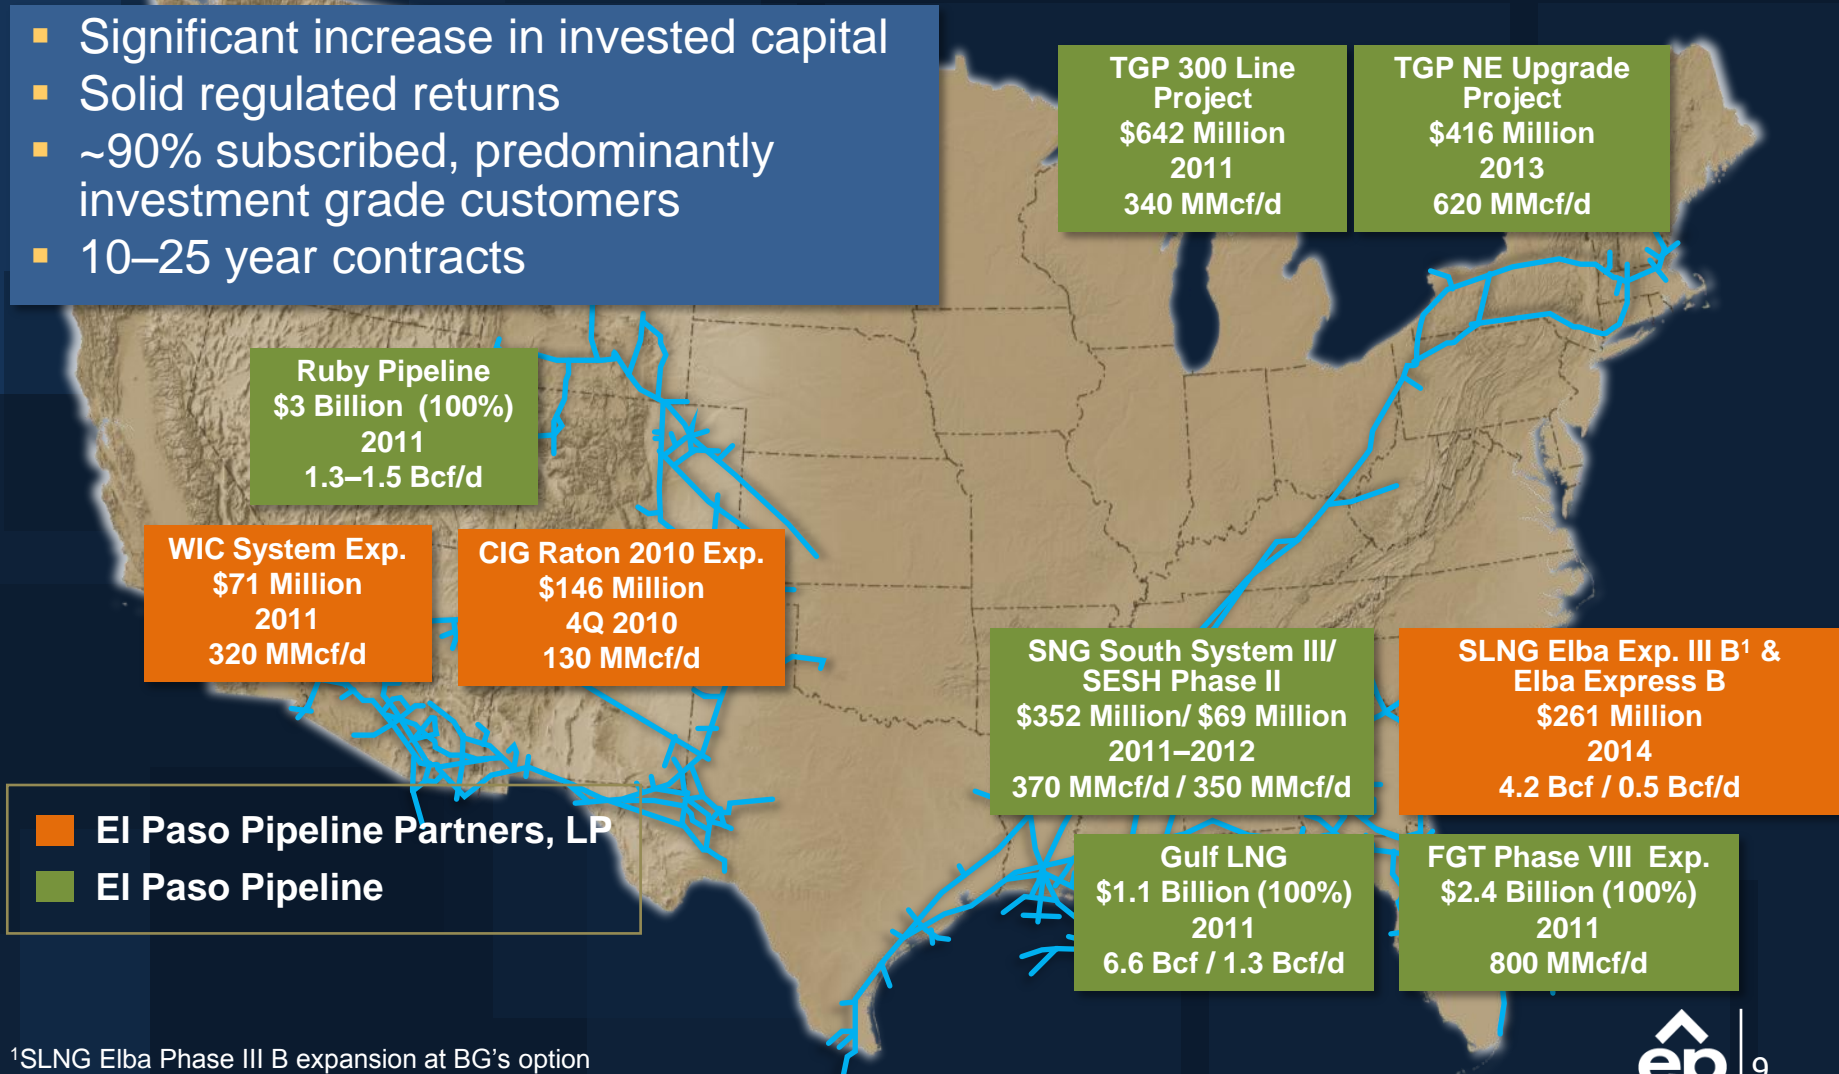 ▪ Significant increase in invested capital
▪ Solid regulated returns
▪ ~90% subscribed, predominantly
investment grade customers
▪ 10–25 year contracts
TGP 300 Line
Project
$642 Million
2011
340 MMcf/d
TGP NE Upgrade
Project
$416 Million
2013
620 MMcf/d
Ruby Pipeline
$3 Billion (100%)
2011
1.3–1.5 Bcf/d
WIC System Exp.
$71 Million
2011
320 MMcf/d
CIG Raton 2010 Exp.
$146 Million
4Q 2010
130 MMcf/d
SNG South System III/
SESH Phase II
$352 Million/ $69 Million
2011–2012
370 MMcf/d / 350 MMcf/d
SLNG Elba Exp. III B¹ &
Elba Express B
$261 Million
2014
4.2 Bcf / 0.5 Bcf/d
Gulf LNG
$1.1 Billion (100%)
2011
6.6 Bcf / 1.3 Bcf/d
FGT Phase VIII Exp.
$2.4 Billion (100%)
2011
800 MMcf/d
El Paso Pipeline Partners, LP
El Paso Pipeline
¹SLNG Elba Phase III B expansion at BG's option
ep
9